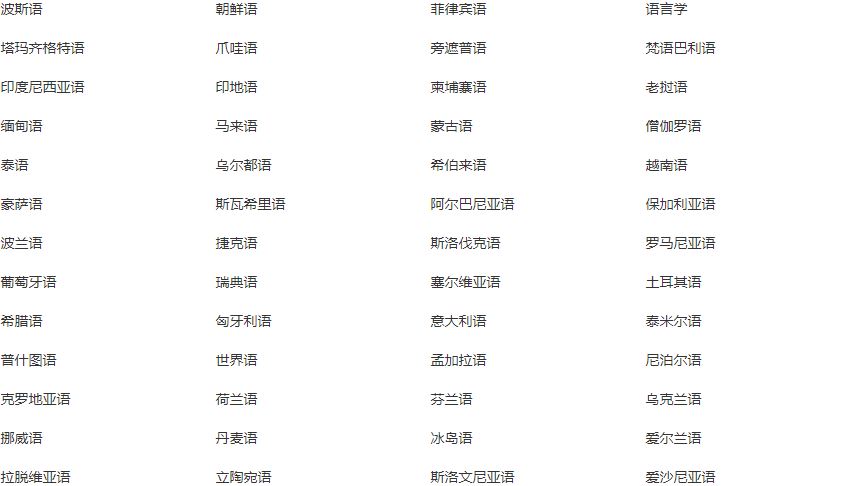 波斯语 朝鲜语 菲律宾语 语言学
塔玛齐格特语 爪哇语 旁遮普语 梵语巴利语
印度尼西亚语 印地语 柬埔寨语 老挝语
缅甸语 马来语 蒙古语 僧伽罗语
泰语 乌尔都语 希伯来语 越南语
豪萨语 斯瓦希里语 阿尔巴尼亚语 保加利亚语
波兰语 捷克语 斯洛伐克语 罗马尼亚语
葡萄牙语 瑞典语 塞尔维亚语 土耳其语
希腊语 匈牙利语 意大利语 泰米尔语
普什图语 世界语 孟加拉语 尼泊尔语
克罗地亚语 荷兰语 芬兰语 乌克兰语
挪威语 丹麦语 冰岛语 爱尔兰语
拉脱维亚语 立陶宛语 斯洛文尼亚语 爱沙尼亚语